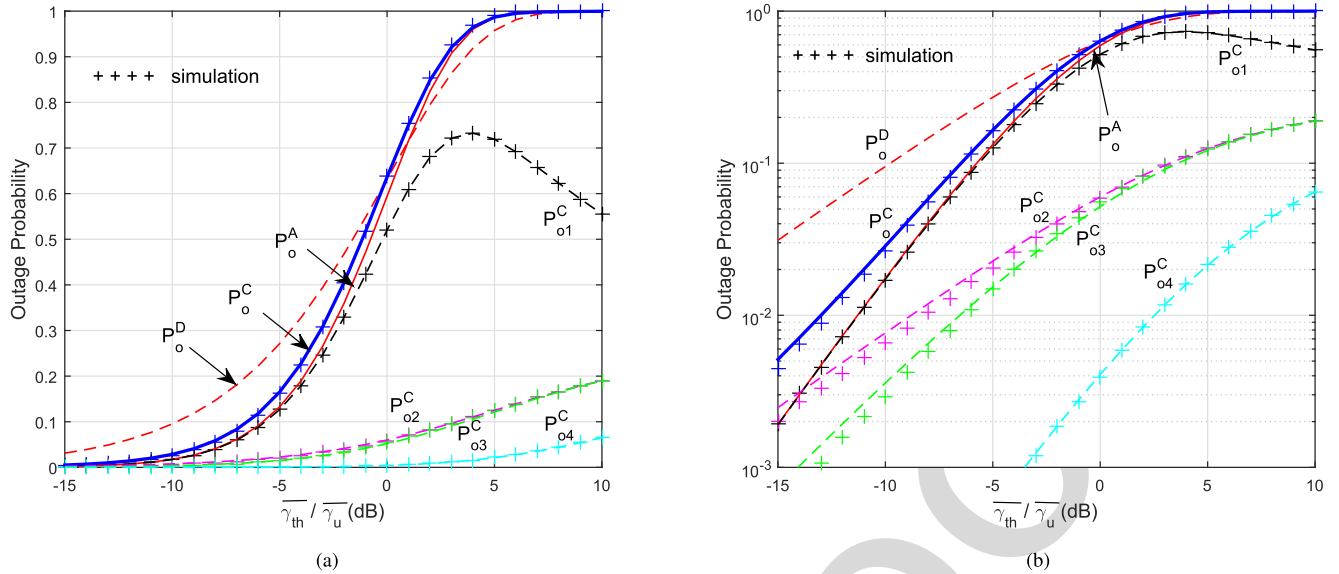 1
0.9
0.8
0.7
0.6
0.5
0.4
0.3
0.2
0.1
0
Outage Probability
++++ simulation
P_o1^C
P_o^A
P_o^C
P_o^D
P_o2^C
P_o3^C
P_o4^C
-15 -10 -5 0 5 10
γ_th / γ_u (dB)
(a)
10^0
10^-1
10^-2
10^-3
Outage Probability
++++ simulation
P_o1^C
P_o^A
P_o^D
P_o^C
P_o2^C
P_o3^C
P_o4^C
-15 -10 -5 0 5 10
γ_th / γ_u (dB)
(b)